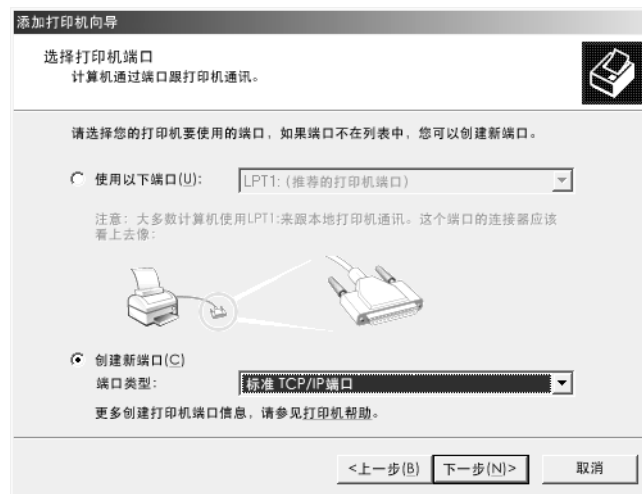 添加打印机向导
选择打印机端口
计算机通过端口跟打印机通讯。
请选择您的打印机要使用的端口，如果端口不在列表中，您可以创建新端口。
使用以下端口(U): LPT1: (推荐的打印机端口)
注意: 大多数计算机使用LPT1:来跟本地打印机通讯。这个端口的连接器应该
看上去像:
创建新端口(C)
端口类型: 标准 TCP/IP端口
更多创建打印机端口信息，请参见打印机帮助。
<上一步(B) 下一步(N)> 取消